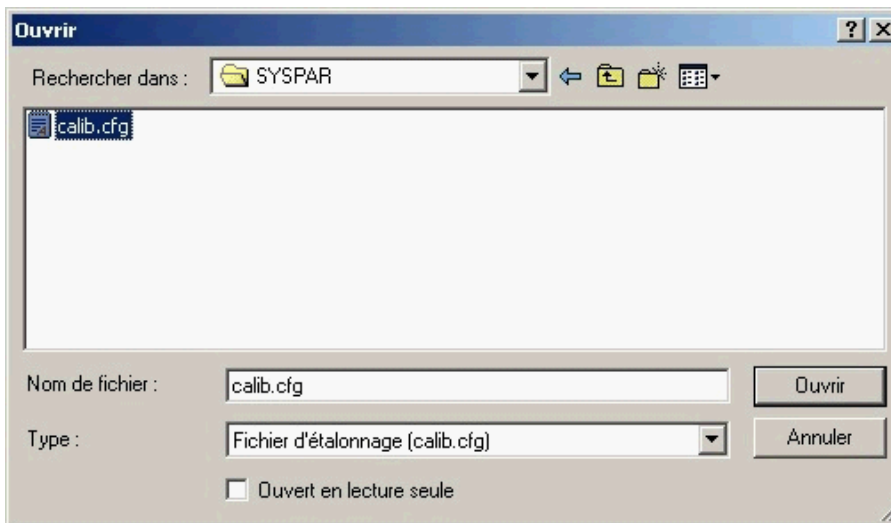 Ouvrir
Rechercher dans : SYSPAR
calib.cfg
Nom de fichier : calib.cfg Ouvrir
Type : Fichier d'étalonnage (calib.cfg) Annuler
Ouvert en lecture seule